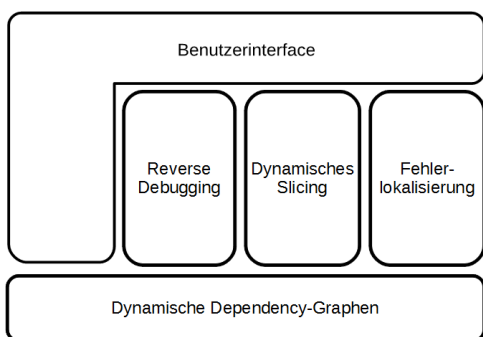 Benutzerinterface
Reverse
Debugging
Dynamisches
Slicing
Fehler-
lokalisierung
Dynamische Dependency-Graphen